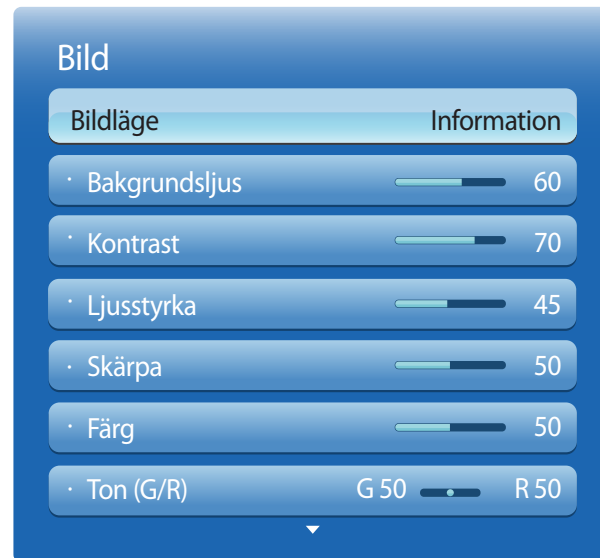 Bild
Bildläge Information
· Bakgrundsljus 60
· Kontrast 70
· Ljusstyrka 45
· Skärpa 50
· Färg 50
· Ton (G/R) G 50 R 50